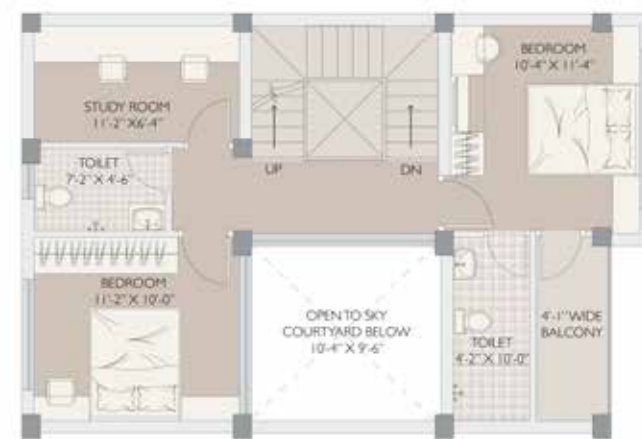 STUDY ROOM
11'-2" X6'-4"
UP
DN
BEDROOM
10'-4" X 11'-4"
TOILET
7'-2" X 4'-6"
BEDROOM
11'-2" X 10'-0"
OPEN TO SKY
COURTYARD BELOW
10'-4" X 9'-6"
TOILET
4'-2" X 10'-0"
4'-1" WIDE
BALCONY